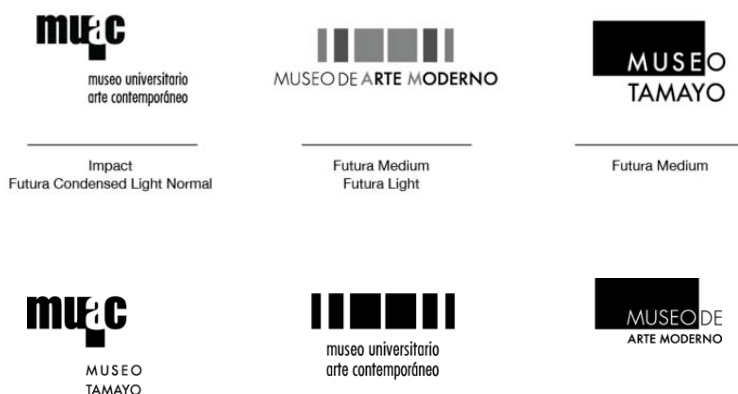 muac
museo universitario
arte contemporáneo
MUSEO DE ARTE MODERNO
MUSEO
TAMAYO
Impact
Futura Condensed Light Normal
Futura Medium
Futura Light
Futura Medium
muac
MUSEO
TAMAYO
museo universitario
arte contemporáneo
MUSEO DE
ARTE MODERNO